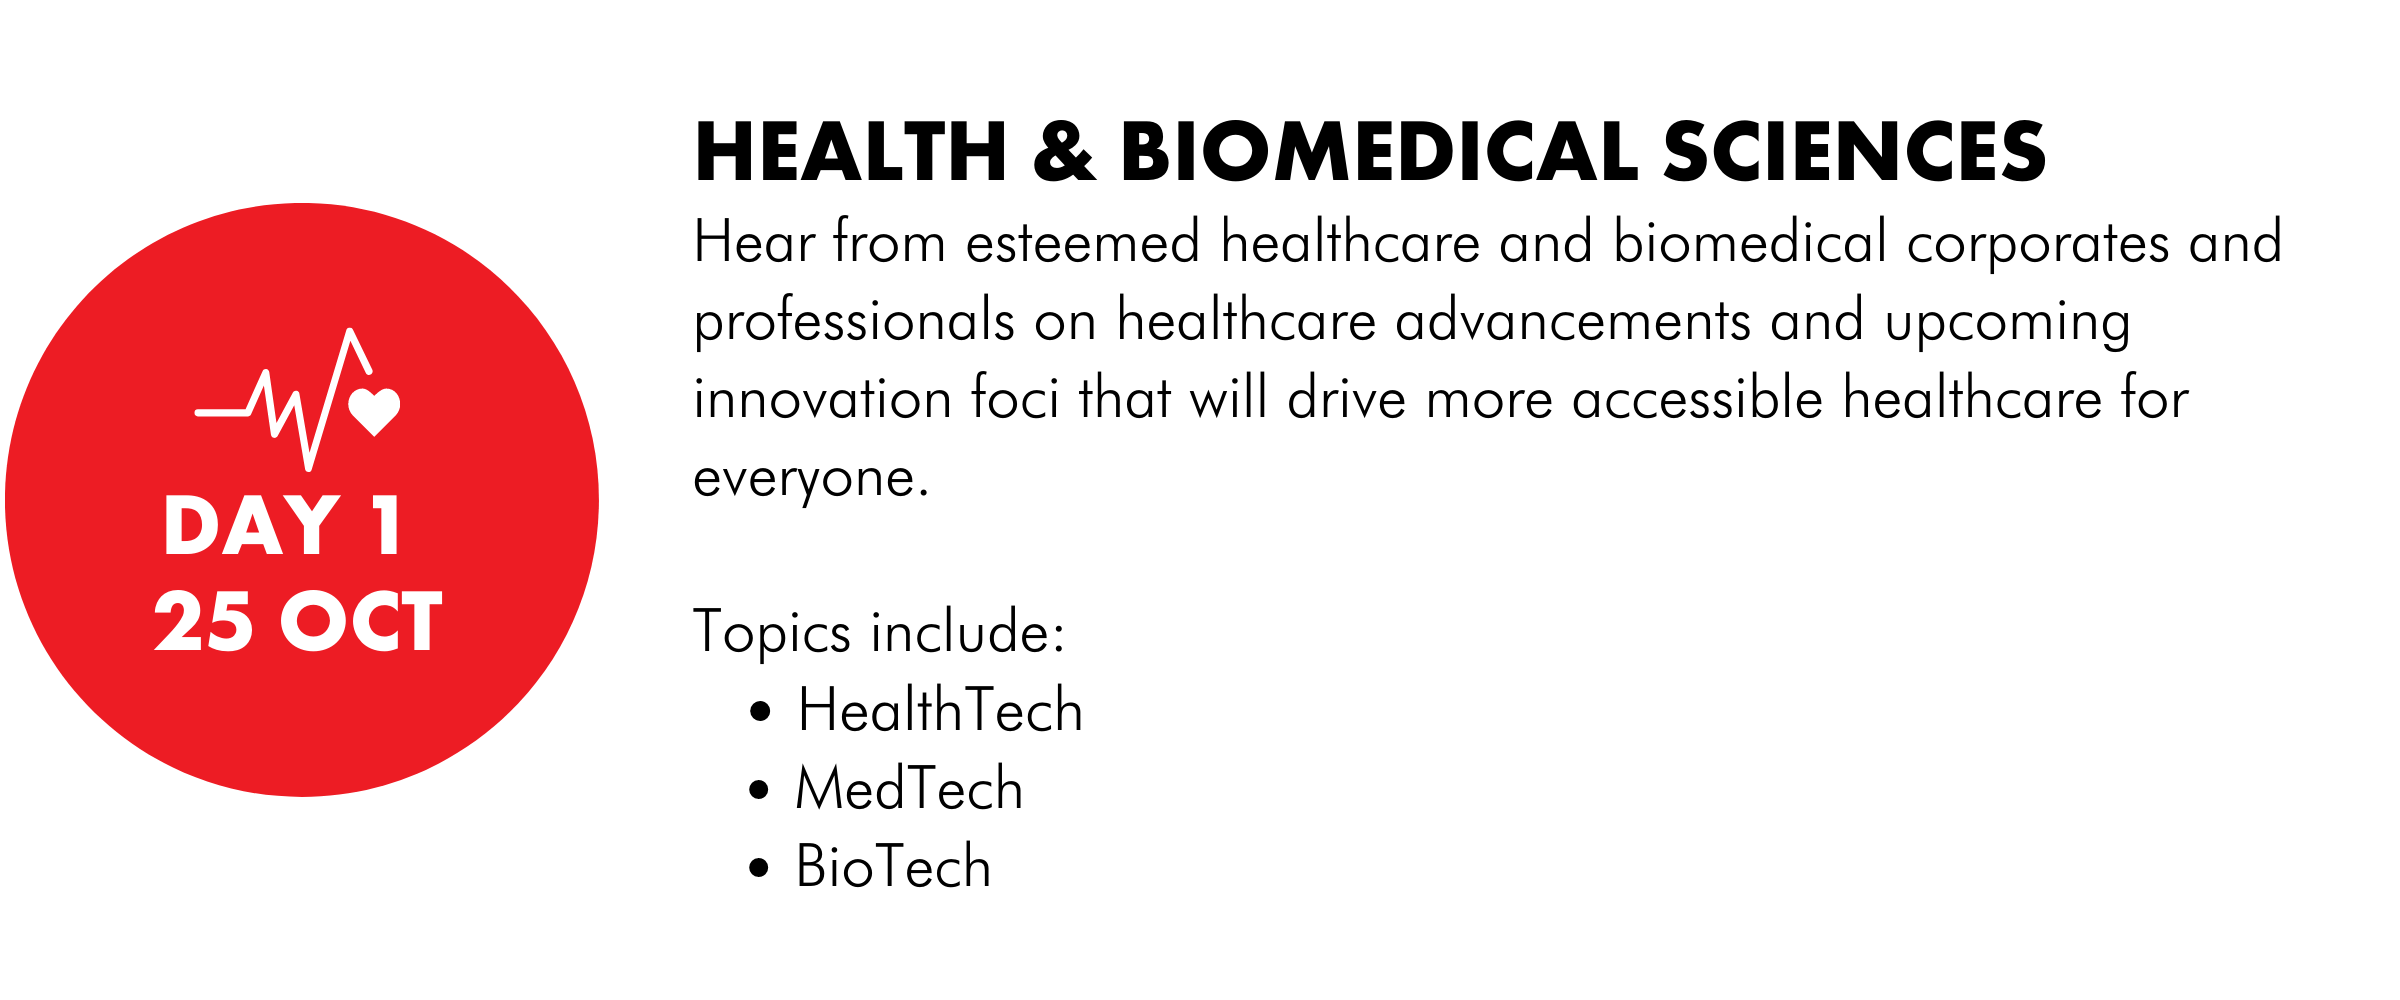 DAY 1
25 OCT
HEALTH & BIOMEDICAL SCIENCES
Hear from esteemed healthcare and biomedical corporates and
professionals on healthcare advancements and upcoming
innovation foci that will drive more accessible healthcare for
everyone.
Topics include:
• HealthTech
• MedTech
• BioTech